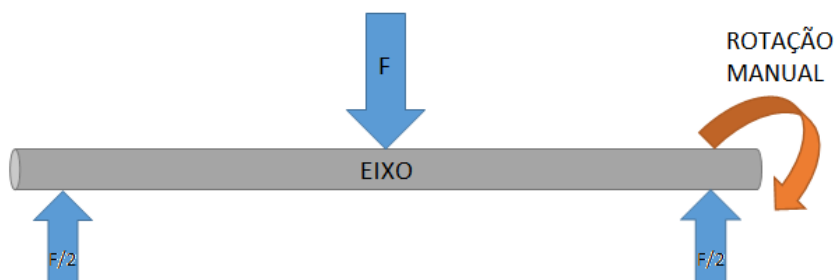 ROTAÇÃO
MANUAL
F
EIXO
F/2
F/2